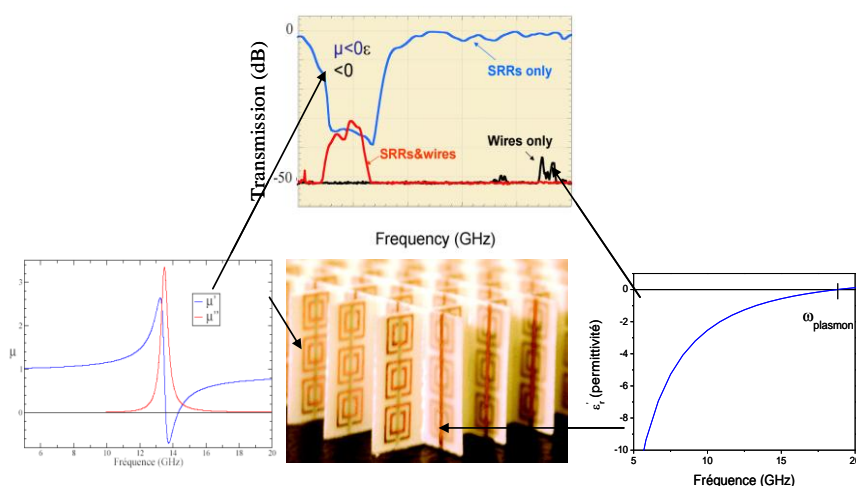 Transmission (dB)
0
-50
μ<0ε
<0
SRRs only
Wires only
SRRs&wires
Frequency (GHz)
μ
3
2
1
0
μ'
μ''
6 8 10 12 14 16 18 20
Fréquence (GHz)
ε'r (permittivité)
0
-2
-4
-6
-8
-10
ωplasmon
5 10 15 20
Fréquence (GHz)